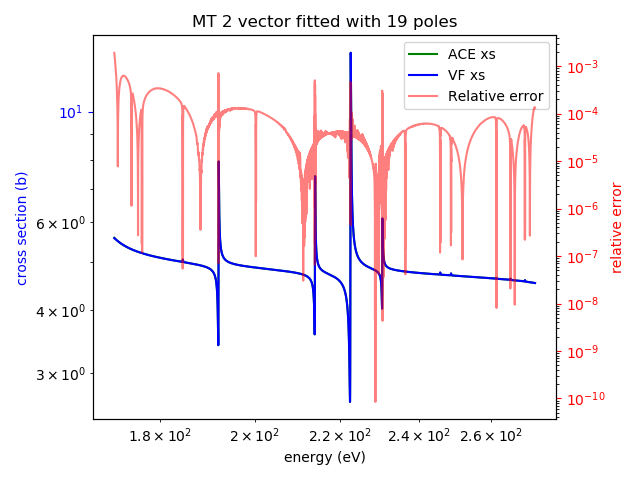 MT 2 vector fitted with 19 poles
ACE xs
VF xs
Relative error
cross section (b)
10¹
6 × 10⁰
4 × 10⁰
3 × 10⁰
10⁻³
10⁻⁴
10⁻⁵
10⁻⁶
10⁻⁷
10⁻⁸
10⁻⁹
10⁻¹⁰
relative error
1.8 × 10² 2 × 10² 2.2 × 10² 2.4 × 10² 2.6 × 10²
energy (eV)